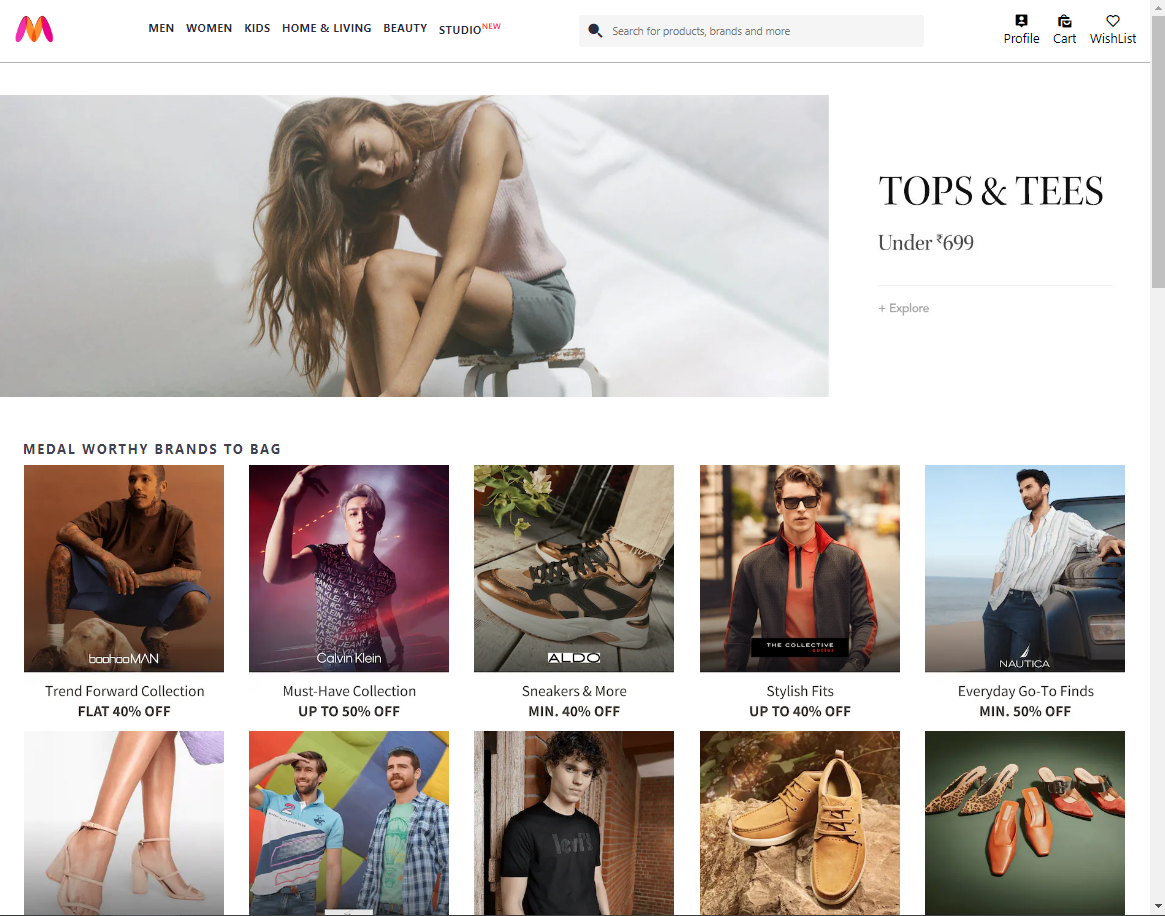 MEN WOMEN KIDS HOME & LIVING BEAUTY STUDIO NEW
Search for products, brands and more
Profile Cart WishList
TOPS & TEES
Under ₹699
+ Explore
MEDAL WORTHY BRANDS TO BAG
boohooMAN
Calvin Klein
ALDO
THE COLLECTIVE
outlet
NAUTICA
Trend Forward Collection
FLAT 40% OFF
Must-Have Collection
UP TO 50% OFF
Sneakers & More
MIN. 40% OFF
Stylish Fits
UP TO 40% OFF
Everyday Go-To Finds
MIN. 50% OFF
levi's